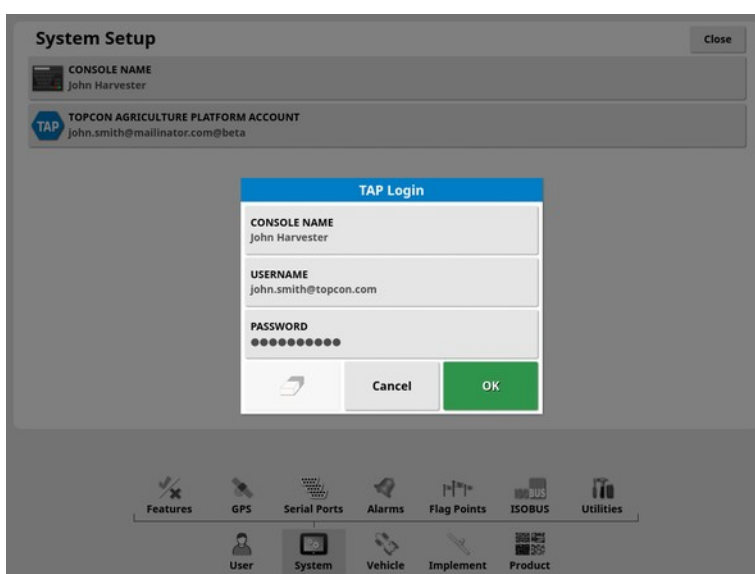 System Setup
Close
CONSOLE NAME
John Harvester
TAP
TOPCON AGRICULTURE PLATFORM ACCOUNT
john.smith@mailinator.com@beta
TAP Login
CONSOLE NAME
John Harvester
USERNAME
john.smith@topcon.com
PASSWORD
Cancel
OK
Features
GPS
Serial Ports
Alarms
Flag Points
ISOBUS
ISOBUS
Utilities
User
System
Vehicle
Implement
Product